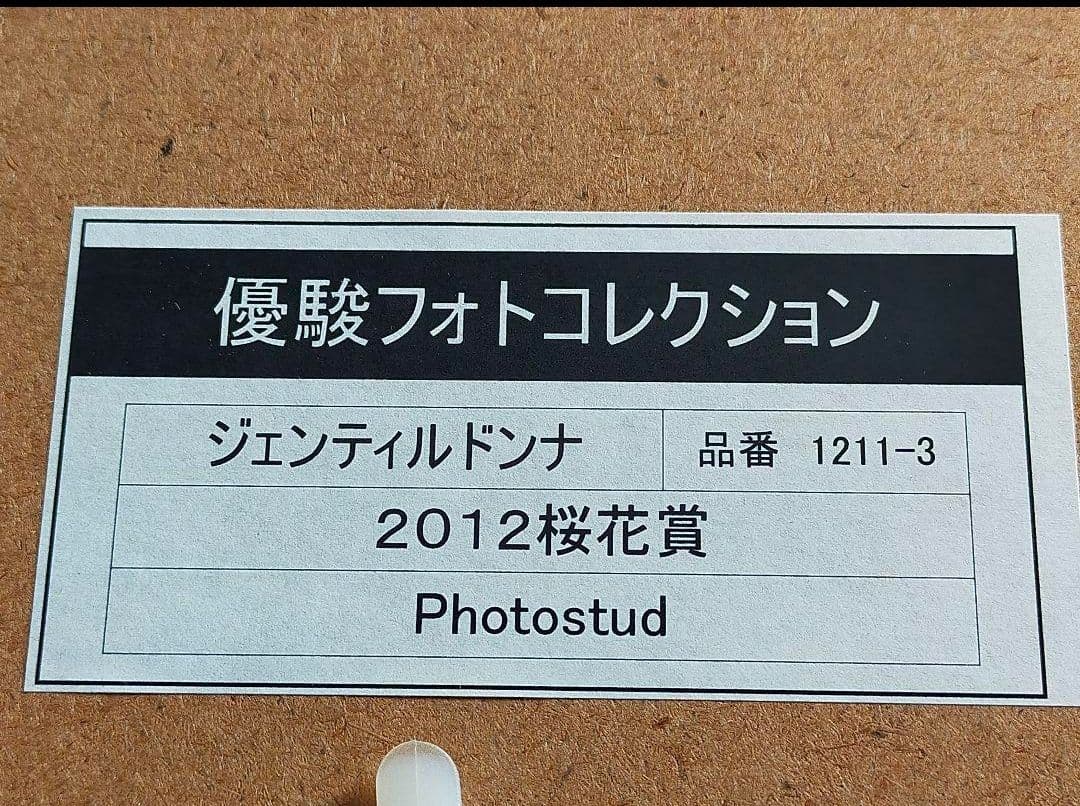 優駿フォトコレクション
ジェンティルドンナ 品番 1211-3
2012桜花賞
Photostud